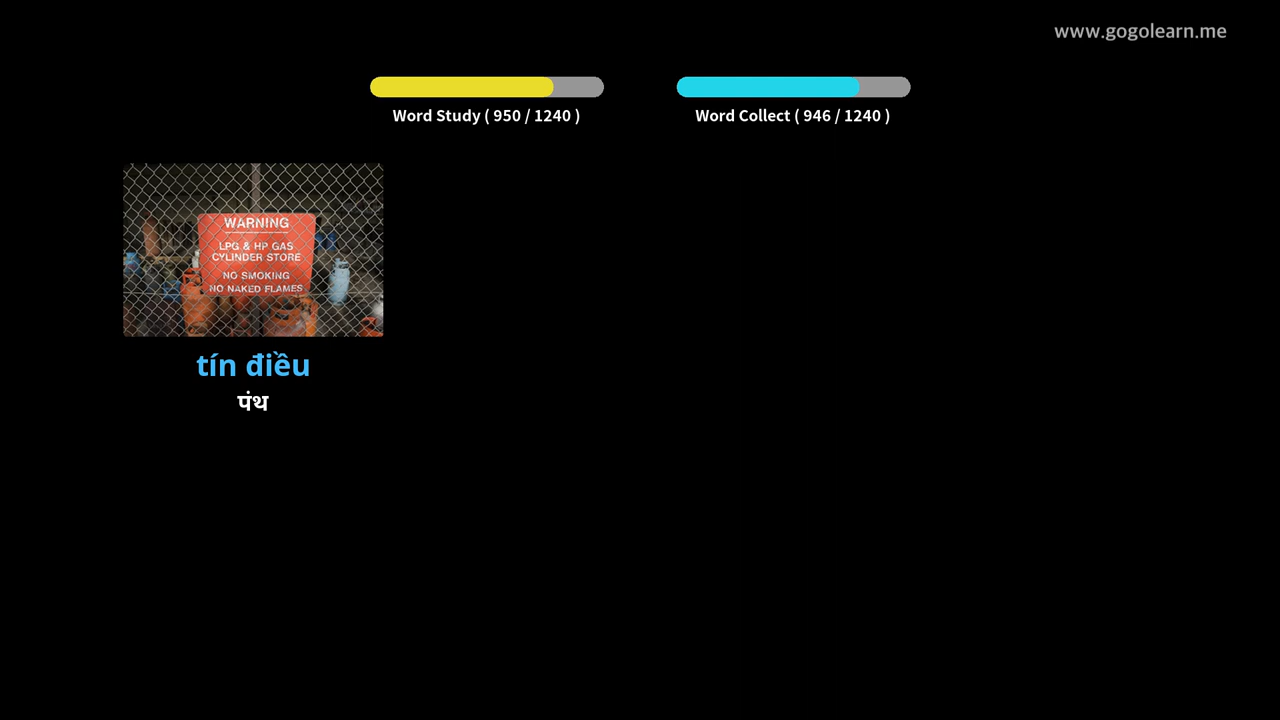 www.gogolearn.me
Word Study ( 950 / 1240 )
Word Collect ( 946 / 1240 )
WARNING
LPG & HP GAS
CYLINDER STORE
NO SMOKING
NO NAKED FLAMES
tín điều
पंथ